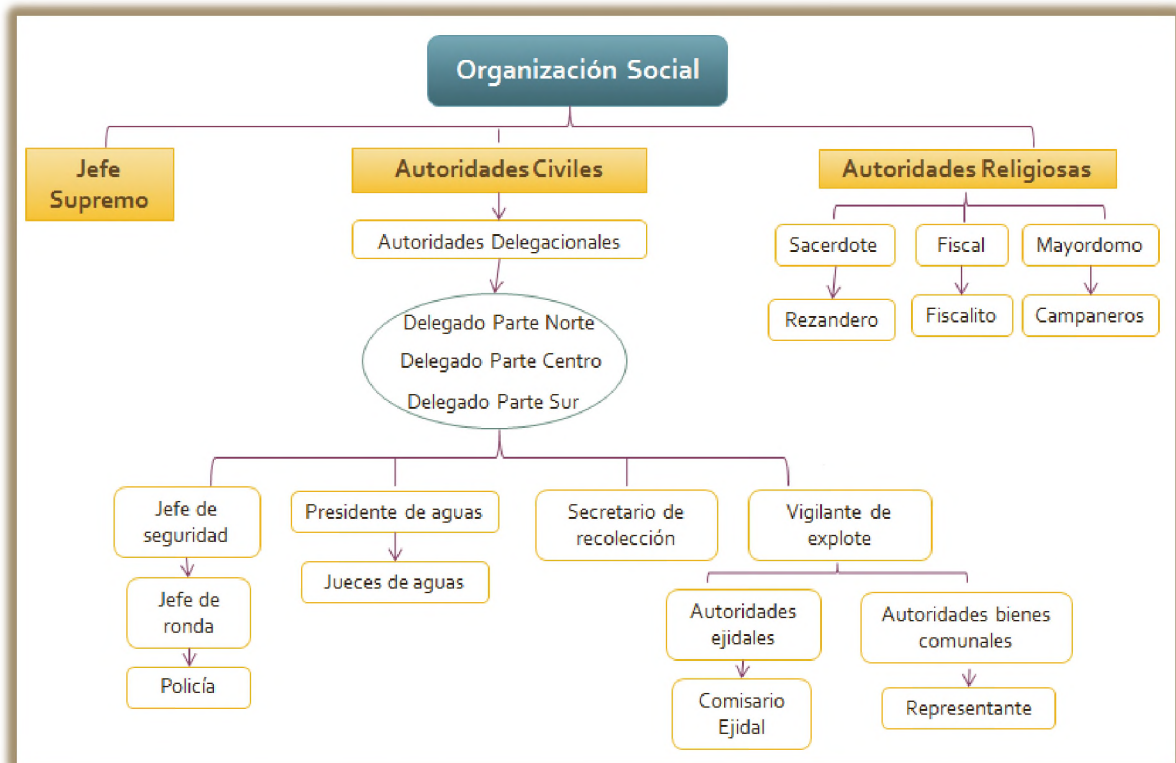 Organización Social
Jefe
Supremo
Autoridades Civiles
Autoridades Religiosas
Autoridades Delegacionales
Sacerdote
Fiscal
Mayordomo
Rezandero
Fiscalito
Campaneros
Delegado Parte Norte
Delegado Parte Centro
Delegado Parte Sur
Jefe de
seguridad
Presidente de aguas
Secretario de
recolección
Vigilante de
explote
Jueces de aguas
Jefe de
ronda
Autoridades
ejidales
Autoridades bienes
comunales
Policía
Comisario
Ejidal
Representante